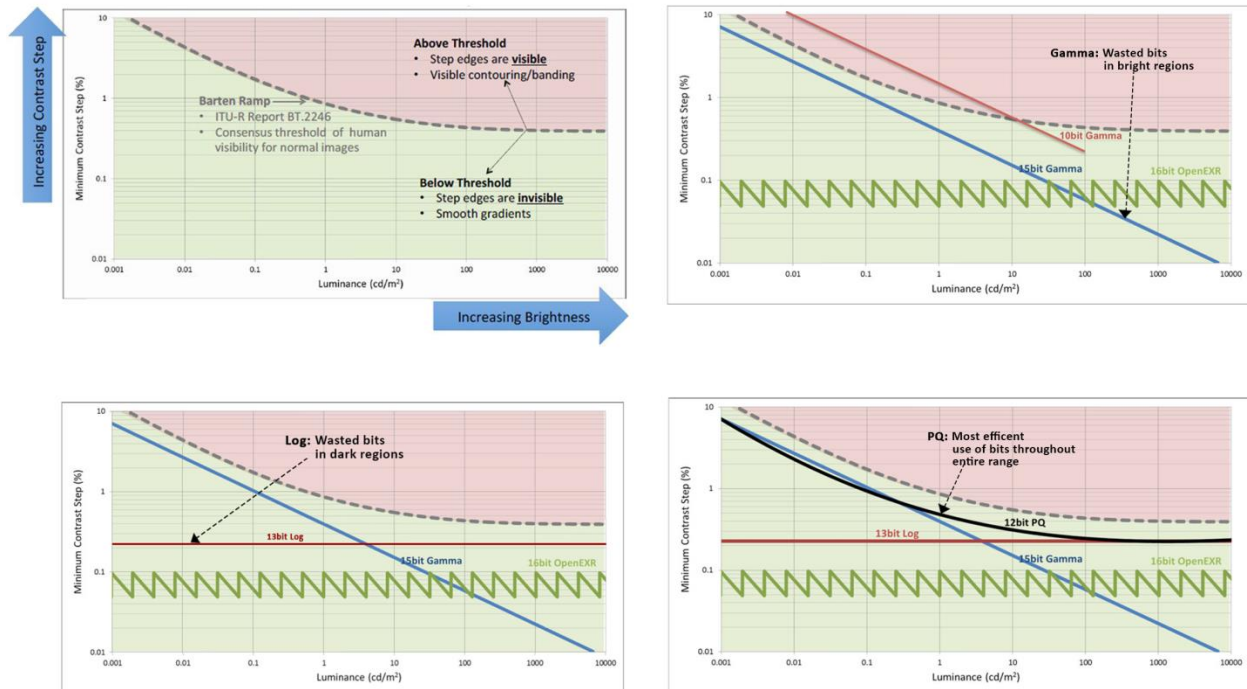 Increasing Contrast Step
Minimum Contrast Step (%)
10
1
0.1
0.01
Above Threshold
• Step edges are visible
• Visible contouring/banding
Barten Ramp
• ITU-R Report BT.2246
• Consensus threshold of human
visibility for normal images
Below Threshold
• Step edges are invisible
• Smooth gradients
0.001 0.01 0.1 1 10 100 1000 10000
Luminance (cd/m²)
Increasing Brightness
Minimum Contrast Step (%)
10
1
0.1
0.01
Gamma: Wasted bits
in bright regions
10bit Gamma
15bit Gamma
16bit OpenEXR
0.001 0.01 0.1 1 10 100 1000 10000
Luminance (cd/m²)
Minimum Contrast Step (%)
10
1
0.1
0.01
Log: Wasted bits
in dark regions
13bit Log
15bit Gamma
16bit OpenEXR
0.001 0.01 0.1 1 10 100 1000 10000
Luminance (cd/m²)
Minimum Contrast Step (%)
10
1
0.1
0.01
PQ: Most efficent
use of bits throughout
entire range
12bit PQ
13bit Log
15bit Gamma
16bit OpenEXR
0.001 0.01 0.1 1 10 100 1000 10000
Luminance (cd/m²)